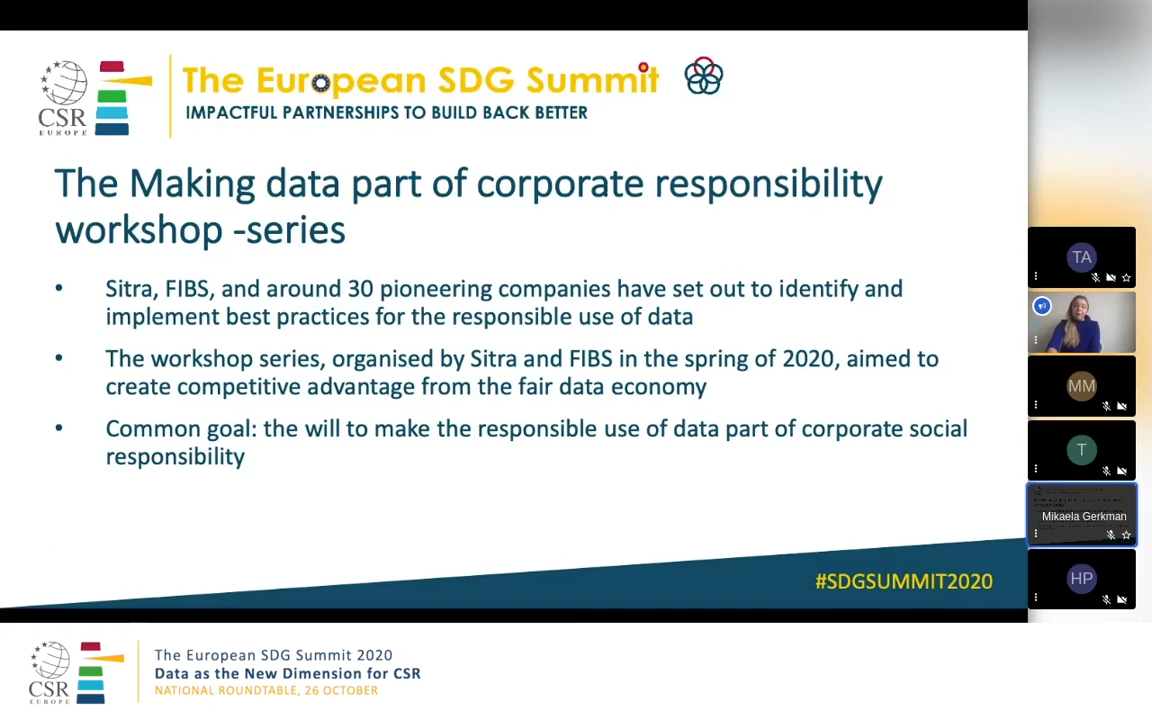 CSR
EUROPE
The European SDG Summit
IMPACTFUL PARTNERSHIPS TO BUILD BACK BETTER
The Making data part of corporate responsibility
workshop -series
• Sitra, FIBS, and around 30 pioneering companies have set out to identify and
implement best practices for the responsible use of data
• The workshop series, organised by Sitra and FIBS in the spring of 2020, aimed to
create competitive advantage from the fair data economy
• Common goal: the will to make the responsible use of data part of corporate social
responsibility
#SDGSUMMIT2020
TA
MM
T
Mikaela Gerkman
HP
CSR
EUROPE
The European SDG Summit 2020
Data as the New Dimension for CSR
NATIONAL ROUNDTABLE, 26 OCTOBER